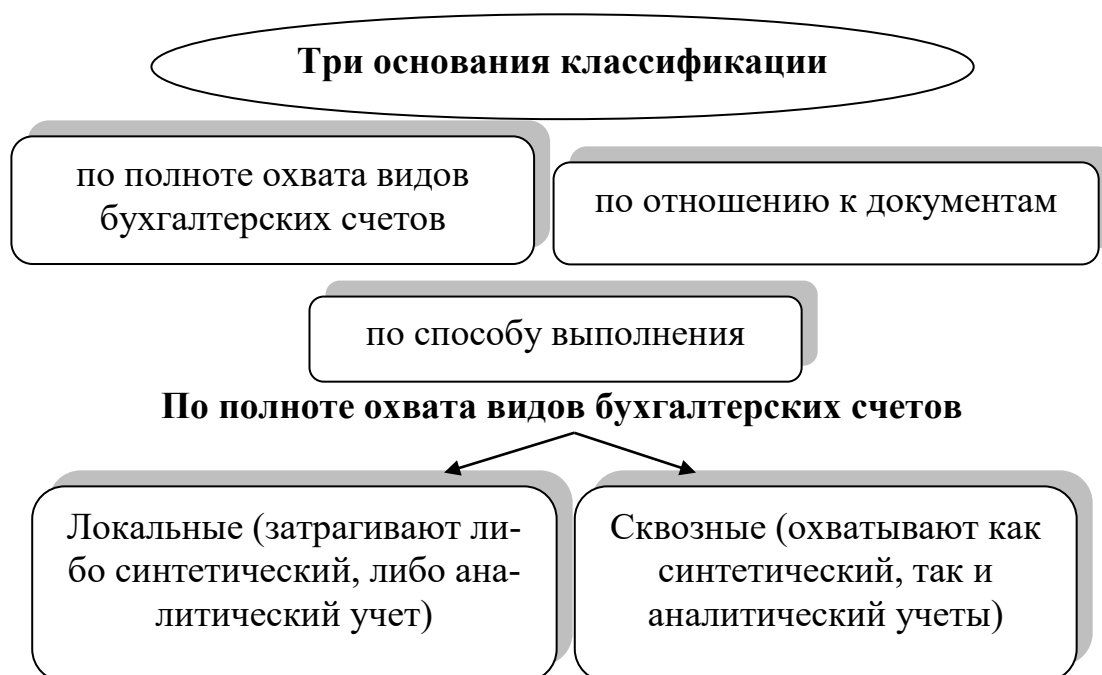 Три основания классификации
по полноте охвата видов
бухгалтерских счетов
по отношению к документам
по способу выполнения
По полноте охвата видов бухгалтерских счетов
Локальные (затрагивают ли-
бо синтетический, либо ана-
литический учет)
Сквозные (охватывают как
синтетический, так и
аналитический учеты)